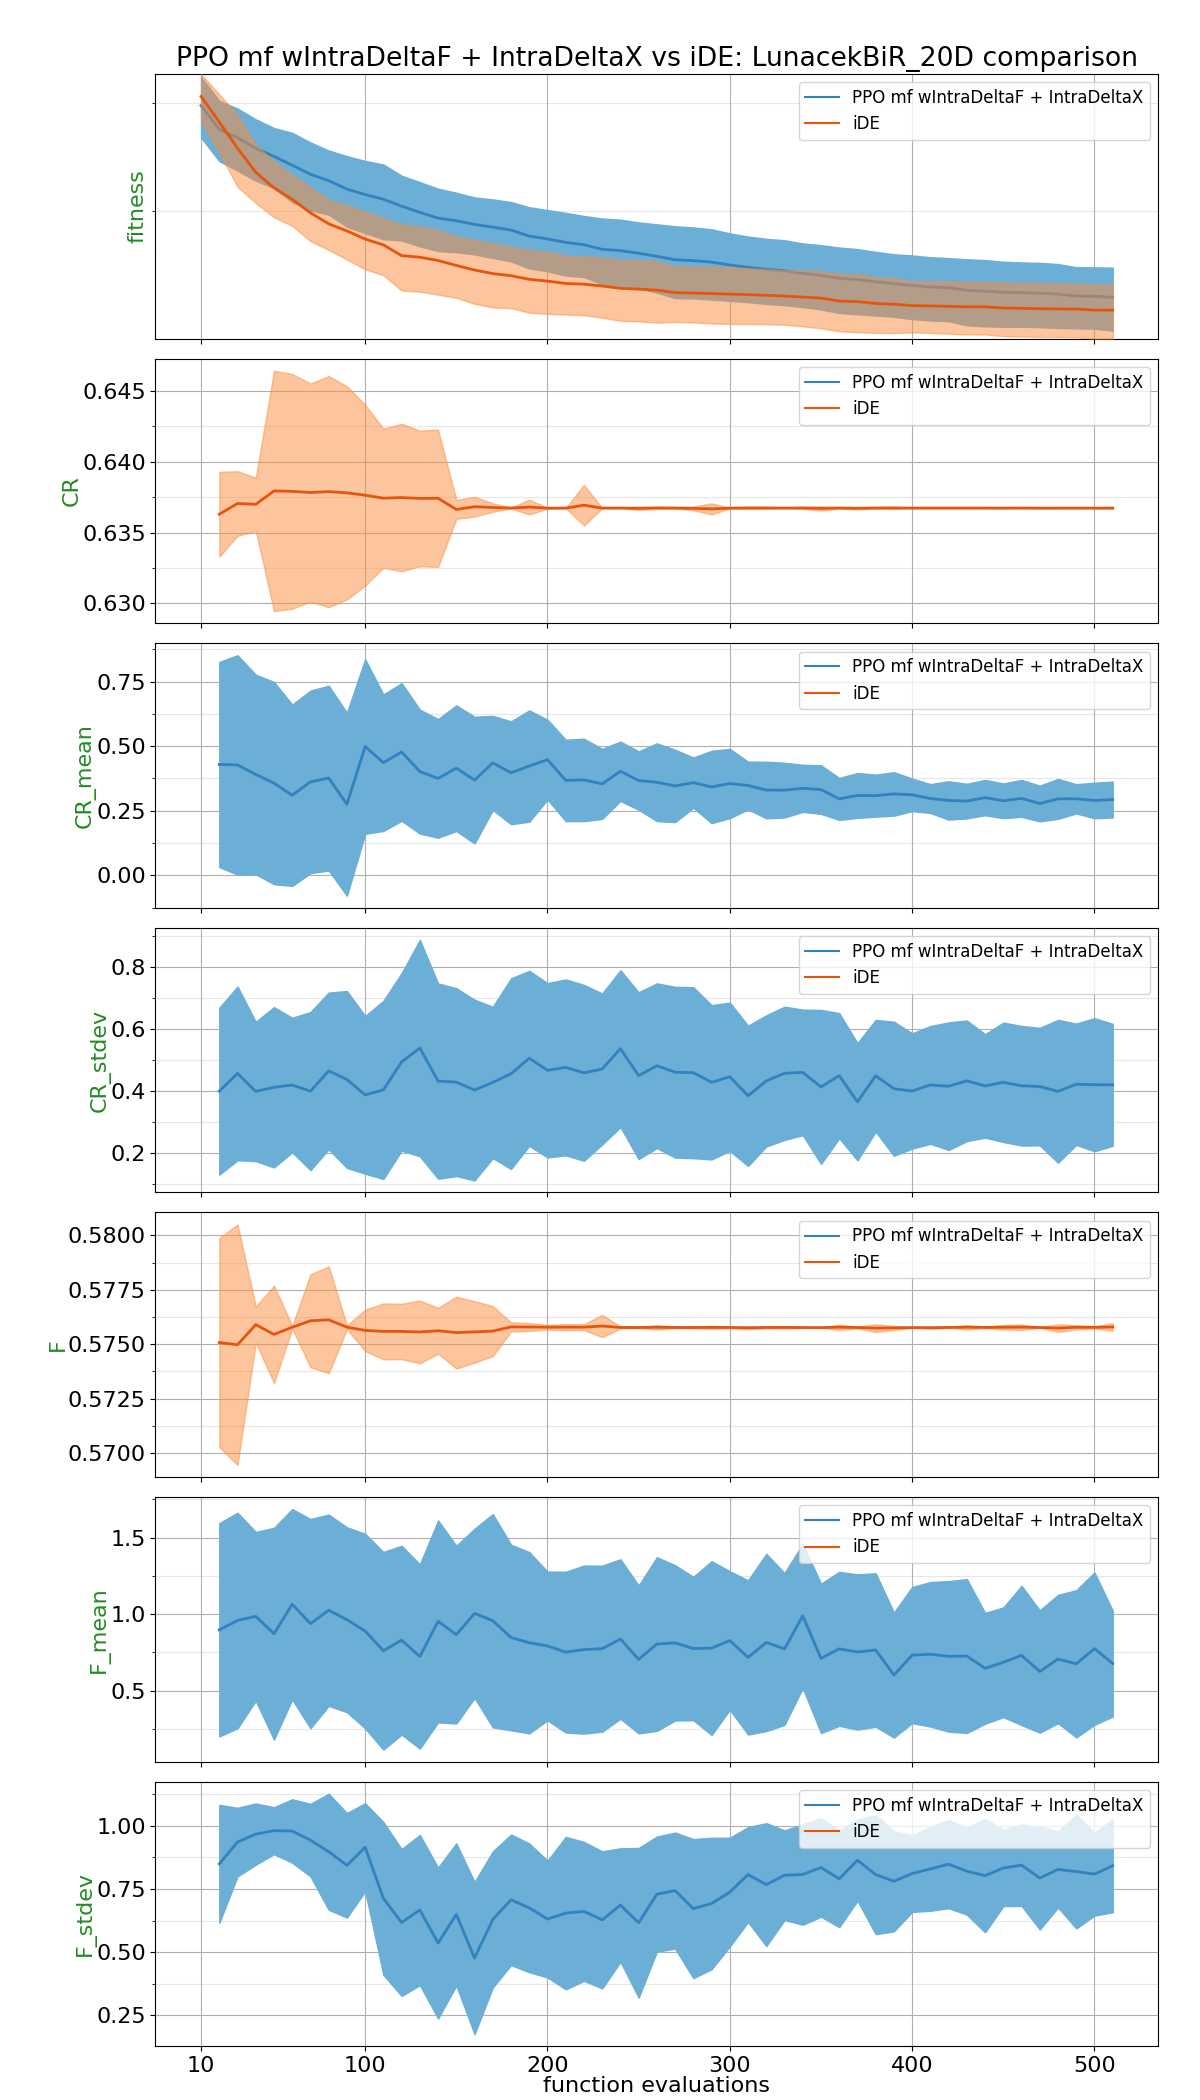 PPO mf wIntraDeltaF + IntraDeltaX vs iDE: LunacekBiR_20D comparison
fitness
PPO mf wIntraDeltaF + IntraDeltaX
iDE
CR
0.645
0.640
0.635
0.630
PPO mf wIntraDeltaF + IntraDeltaX
iDE
CR_mean
0.75
0.50
0.25
0.00
PPO mf wIntraDeltaF + IntraDeltaX
iDE
CR_stdev
0.8
0.6
0.4
0.2
PPO mf wIntraDeltaF + IntraDeltaX
iDE
F
0.5800
0.5775
0.5750
0.5725
0.5700
PPO mf wIntraDeltaF + IntraDeltaX
iDE
F_mean
1.5
1.0
0.5
PPO mf wIntraDeltaF + IntraDeltaX
iDE
F_stdev
1.00
0.75
0.50
0.25
PPO mf wIntraDeltaF + IntraDeltaX
iDE
10 100 200 300 400 500
function evaluations